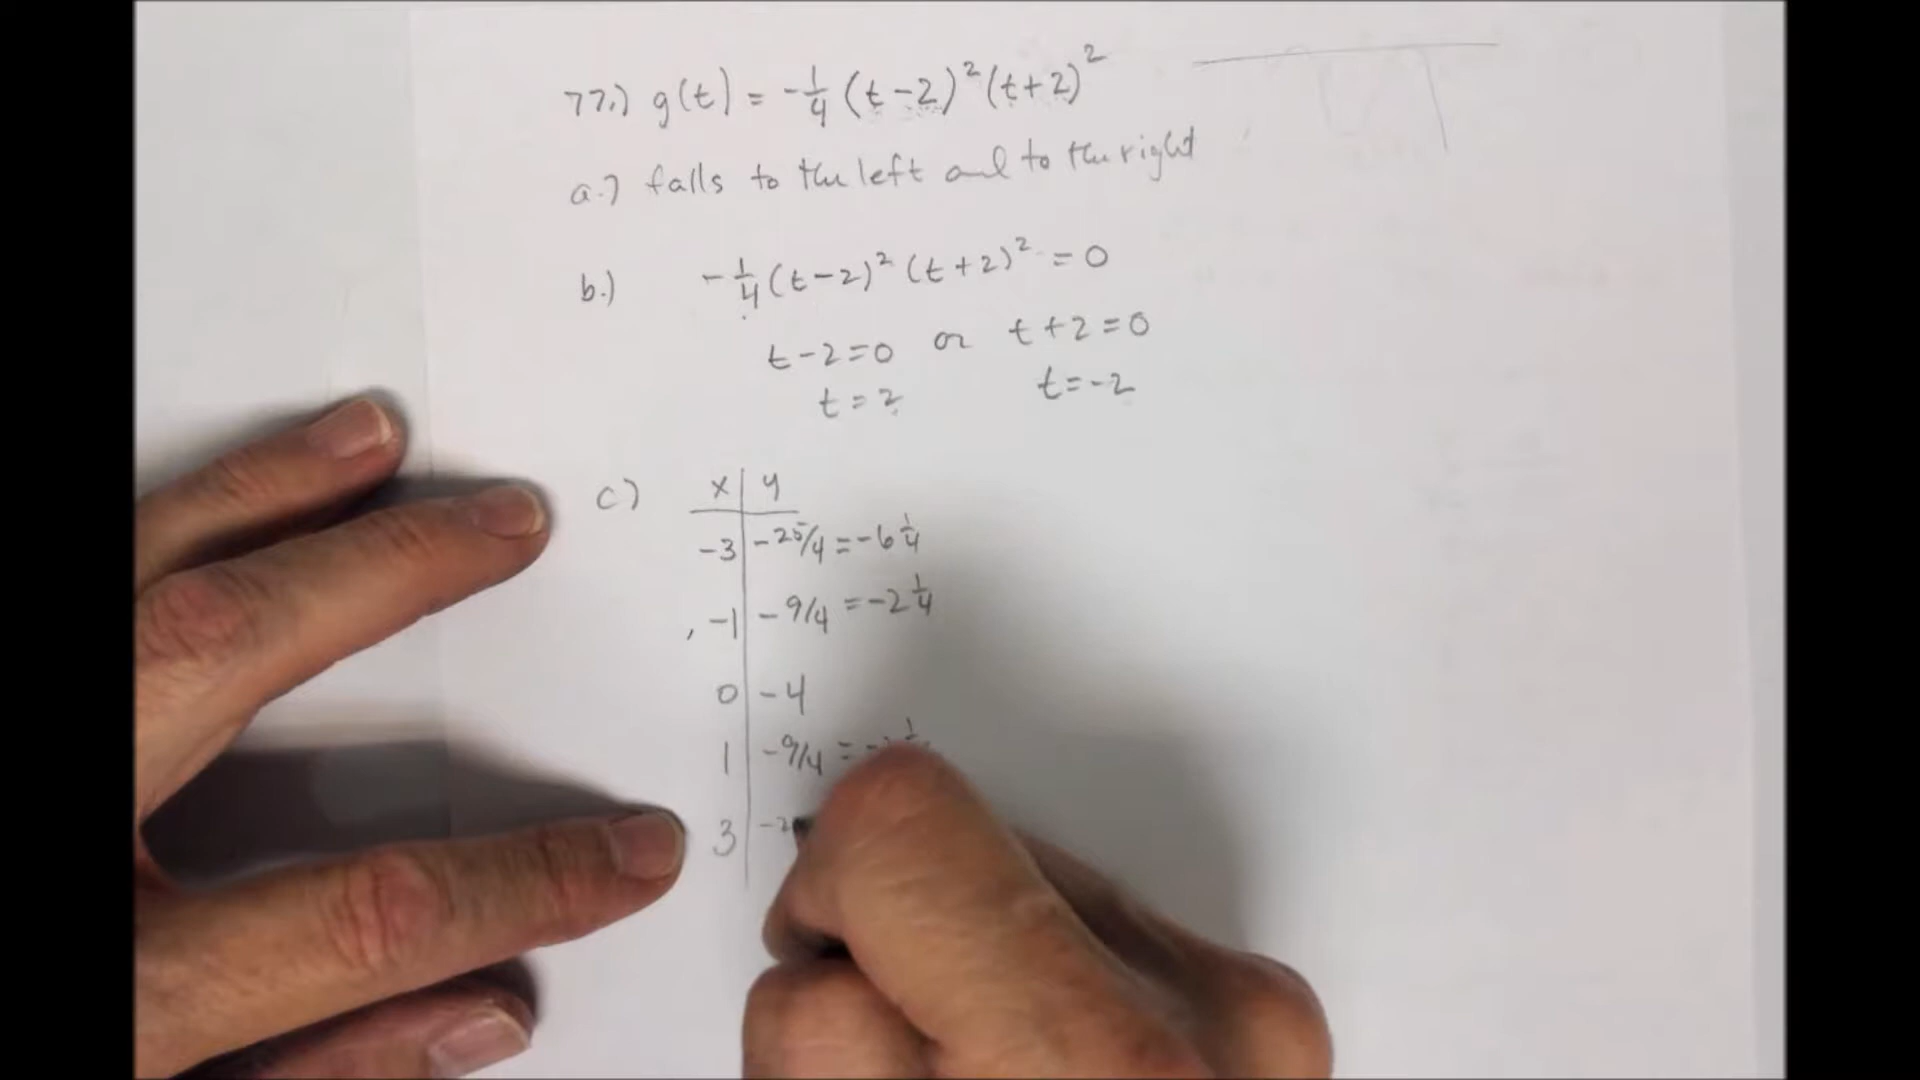 77.) g(t) = -1/4 (t-2)²(t+2)²
a.) falls to the left and to the right
b.) -1/4 (t-2)² (t+2)² = 0
t-2=0 or t+2=0
t=2 t=-2
c) x y
-3 -25/4 = -6 1/4
, -1 -9/4 = -2 1/4
0 -4
1 -9/4 = -
3 -2